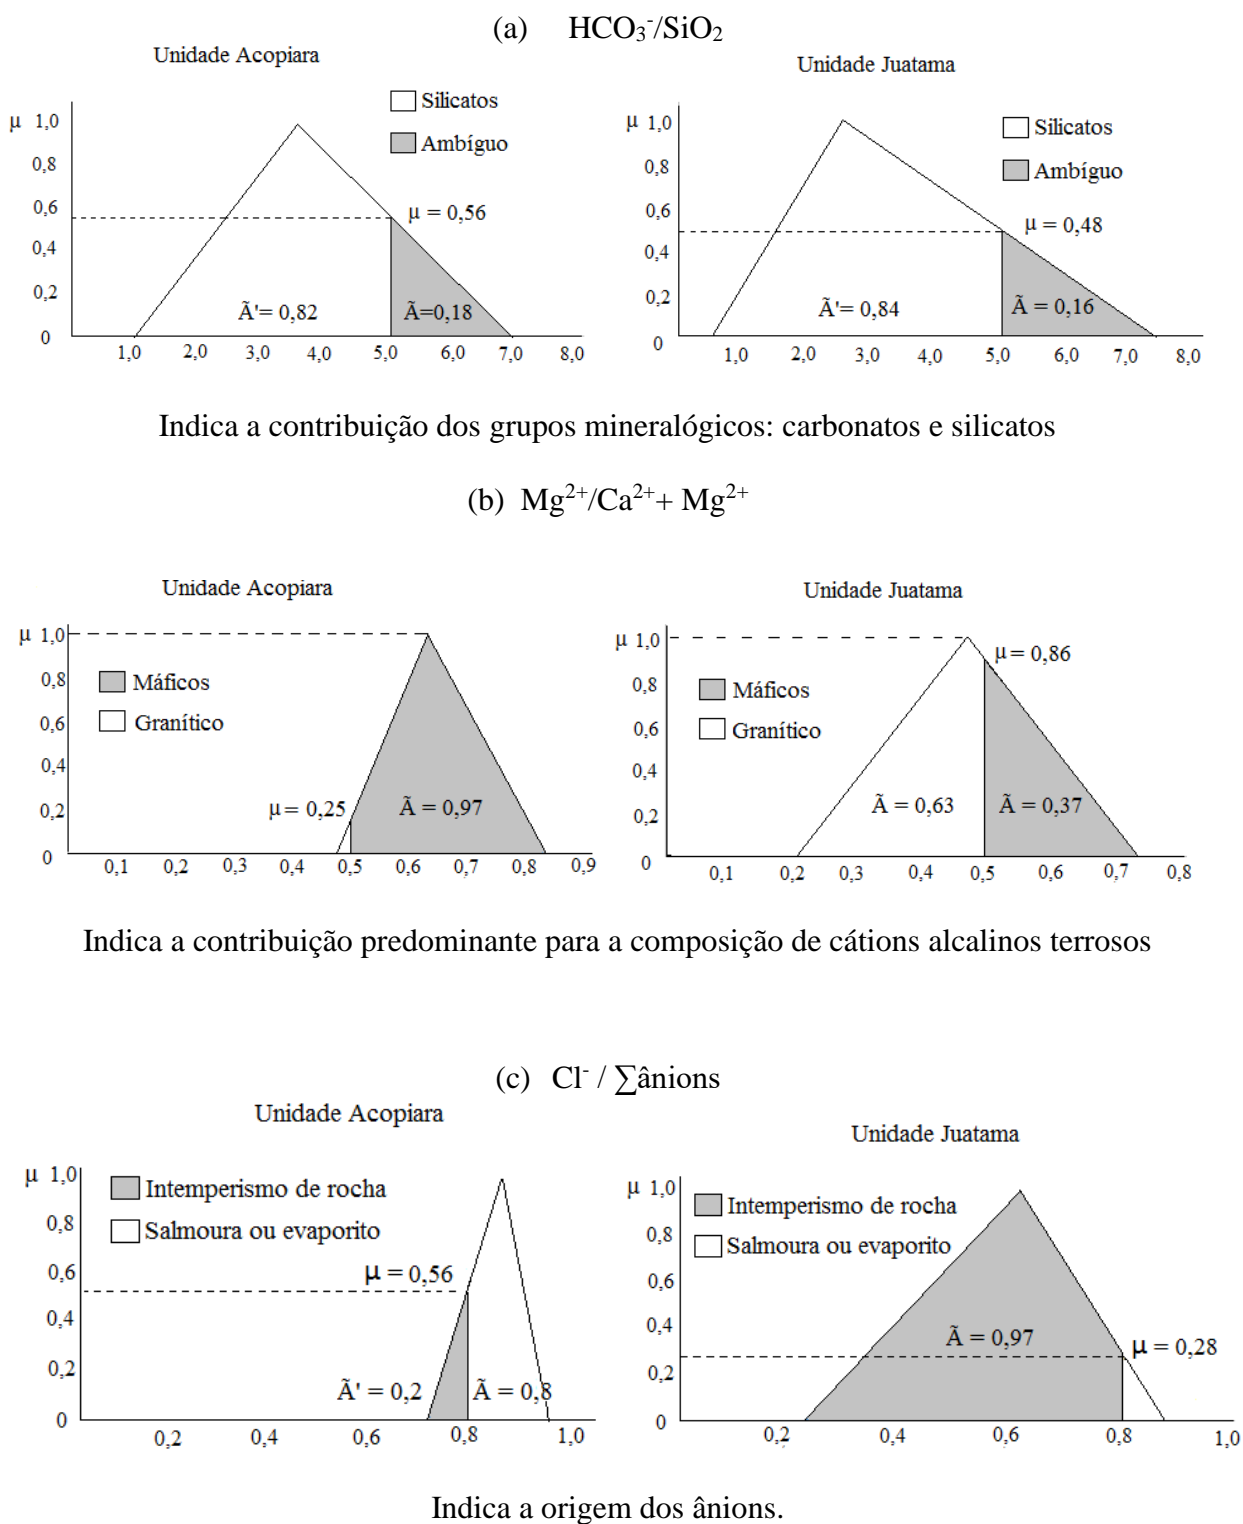 (a) HCO₃⁻/SiO₂
Unidade Acopiara
Silicatos
Ambíguo
μ 1,0
0,8
0,6
0,4
0,2
0
μ = 0,56
Ã'= 0,82
Ã=0,18
1,0 2,0 3,0 4,0 5,0 6,0 7,0 8,0
Unidade Juatama
Silicatos
Ambíguo
μ 1,0
0,8
0,6
0,4
0,2
0
μ = 0,48
Ã'= 0,84
Ã = 0,16
1,0 2,0 3,0 4,0 5,0 6,0 7,0 8,0
Indica a contribuição dos grupos mineralógicos: carbonatos e silicatos
(b) Mg²⁺/Ca²⁺+ Mg²⁺
Unidade Acopiara
μ 1,0
0,8
0,6
0,4
0,2
0
Máficos
Granítico
μ = 0,25
Ã = 0,97
0,1 0,2 0,3 0,4 0,5 0,6 0,7 0,8 0,9
Unidade Juatama
μ 1,0
0,8
0,6
0,4
0,2
0
Máficos
Granítico
μ = 0,86
Ã = 0,63
Ã = 0,37
0,1 0,2 0,3 0,4 0,5 0,6 0,7 0,8
Indica a contribuição predominante para a composição de cátions alcalinos terrosos
(c) Cl⁻ / ∑ânions
Unidade Acopiara
μ 1,0
0,8
0,6
0,4
0,2
0
Intemperismo de rocha
Salmoura ou evaporito
μ = 0,56
Ã' = 0,2
Ã = 0,8
0,2 0,4 0,6 0,8 1,0
Unidade Juatama
μ 1,0
0,8
0,6
0,4
0,2
0
Intemperismo de rocha
Salmoura ou evaporito
Ã = 0,97
μ = 0,28
0,2 0,4 0,6 0,8 1,0
Indica a origem dos ânions.